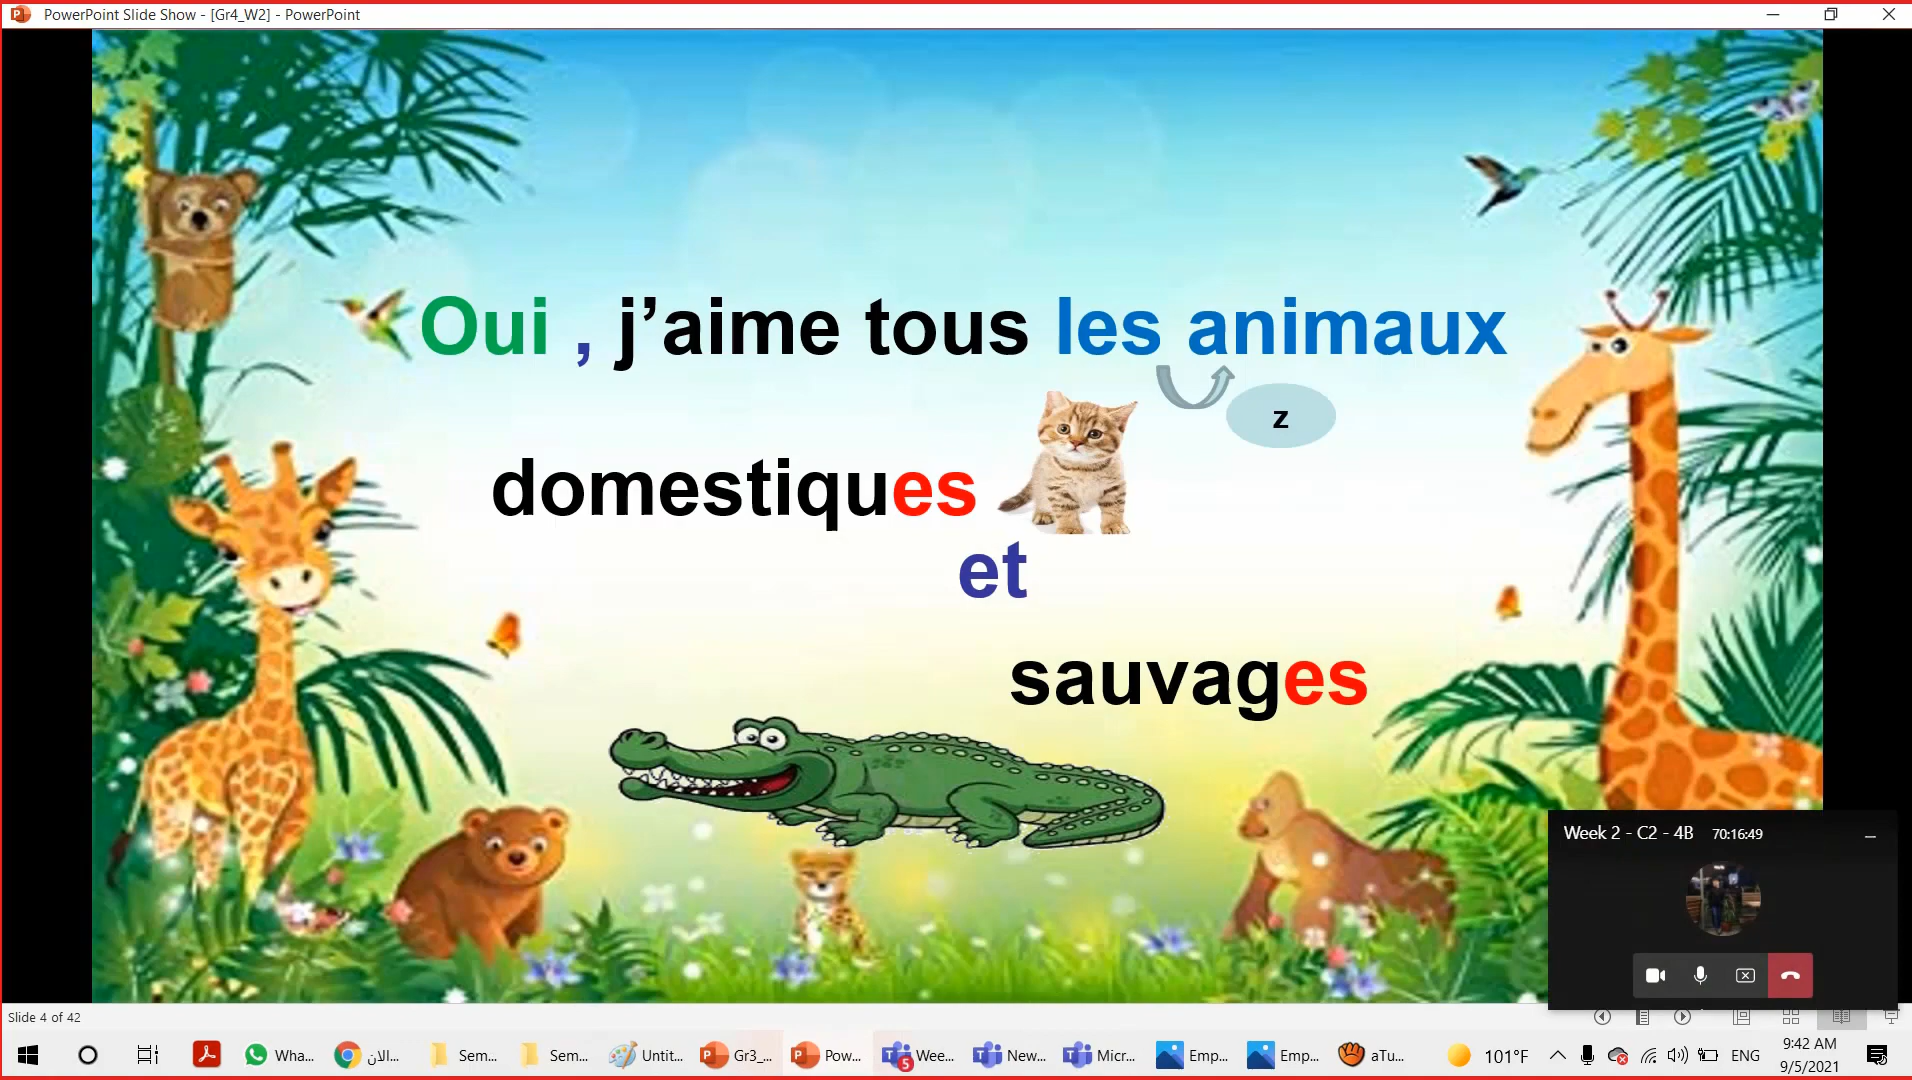 PowerPoint Slide Show - [Gr4_W2] - PowerPoint
Oui , j’aime tous les animaux
z
domestiques
et
sauvages
Week 2 - C2 - 4B 70:16:49
Slide 4 of 42
Wha... الان... Sem... Sem... Untit... Gr3_... Pow... 5 Wee... New... Micr... Emp... Emp... aTu... 101°F ENG 9:42 AM
9/5/2021